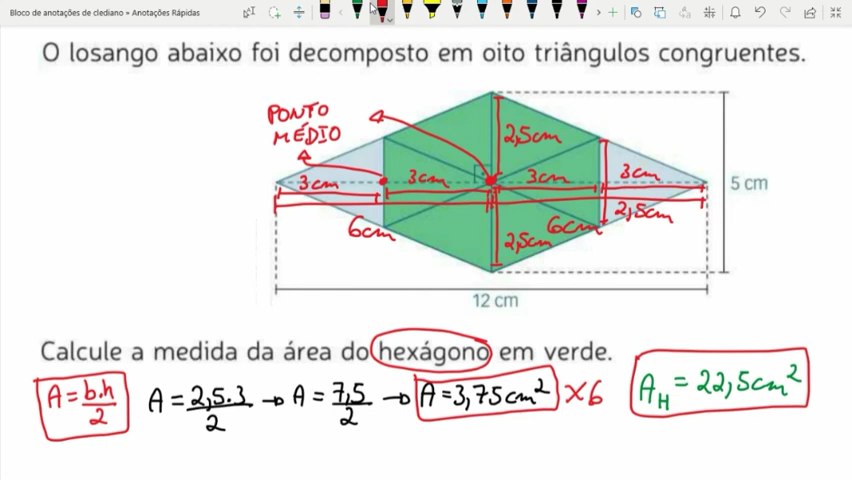 Bloco de anotações de clediano » Anotações Rápidas
O losango abaixo foi decomposto em oito triângulos congruentes.
PONTO
MÉDIO
2,5cm
3cm
3cm
3cm
3cm
5 cm
6cm
2,5cm
6cm
2,5cm
12 cm
Calcule a medida da área do hexágono em verde.
A = b.h/2 A = 2,5.3/2 → A = 7,5/2 → A = 3,75cm² ×6 A_H = 22,5cm²